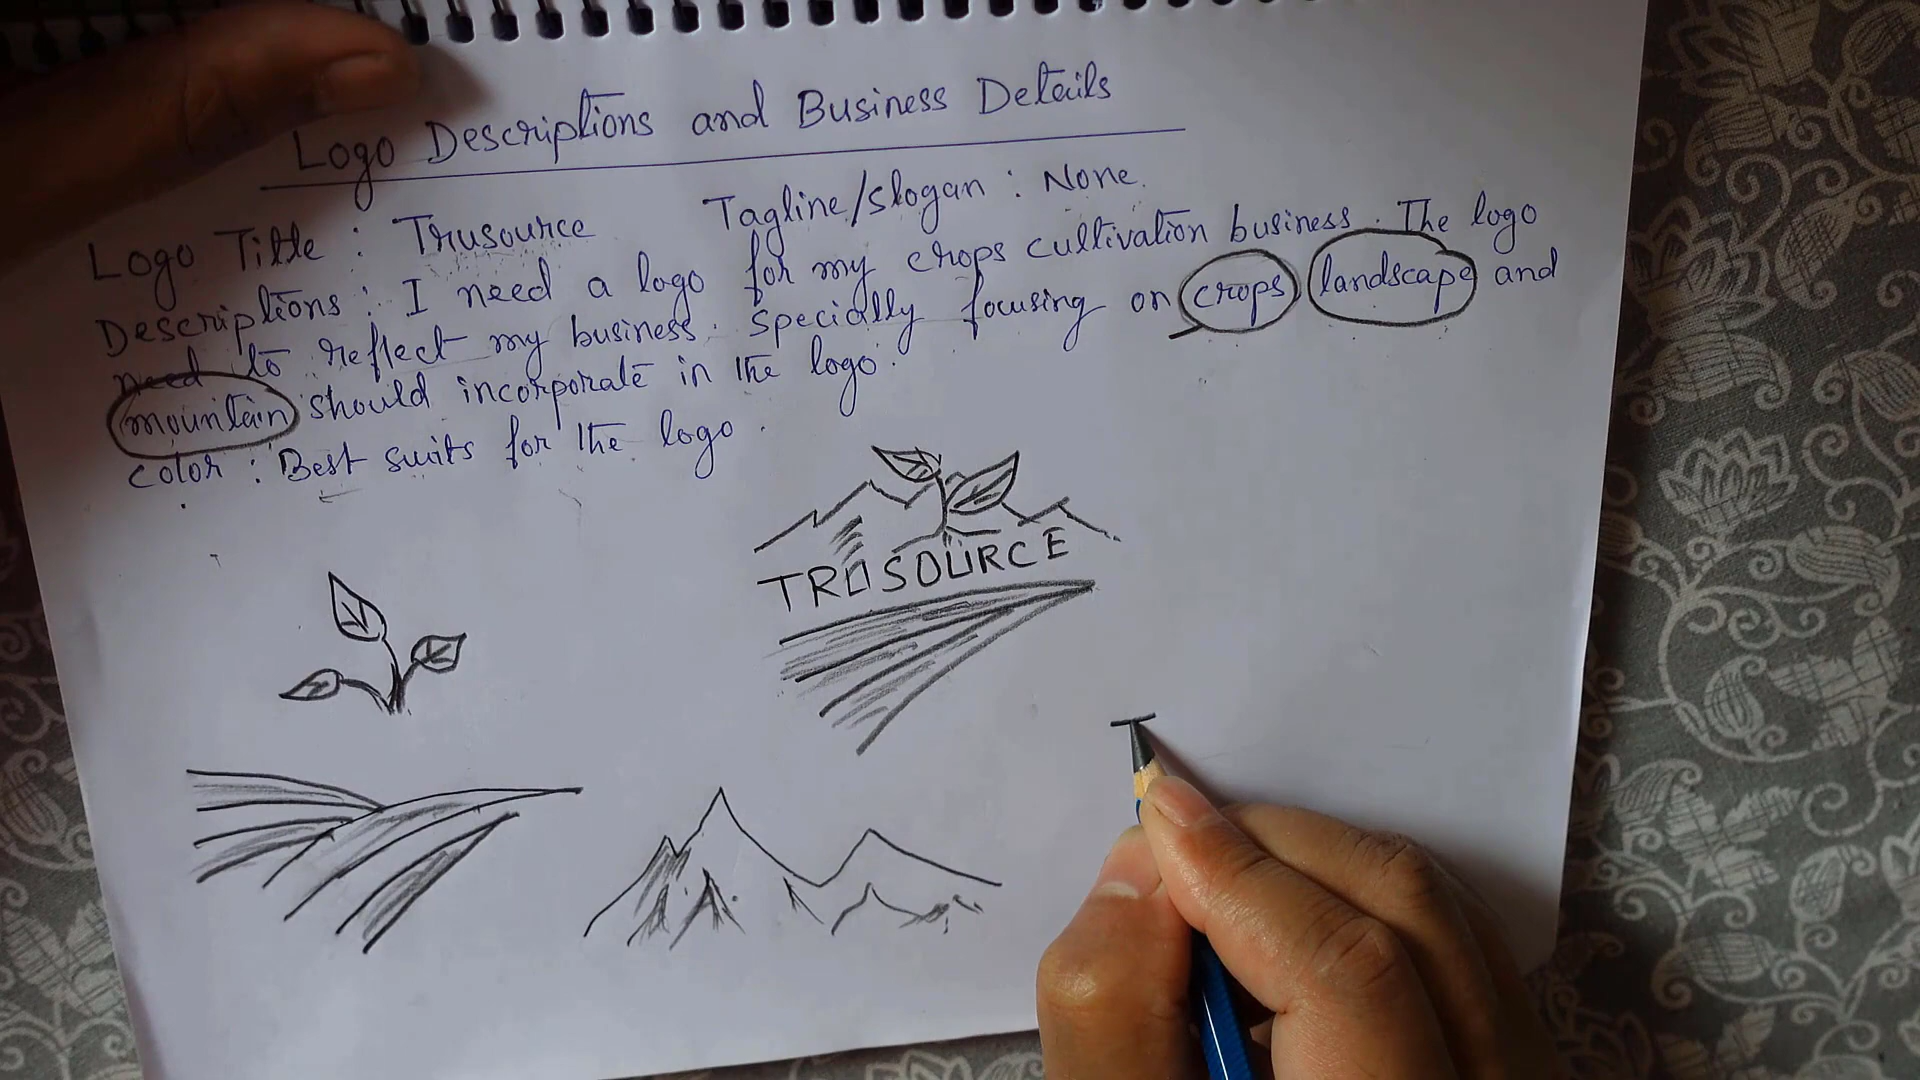 Logo Descriptions and Business Details
Logo Title : Trusource Tagline/slogan : None.
Descriptions : I need a logo for my crops cultivation business. The logo
need to reflect my business. specially focusing on crops landscape and
mountain should incorporate in the logo.
color : Best suits for the logo.
TRUSOURCE
T